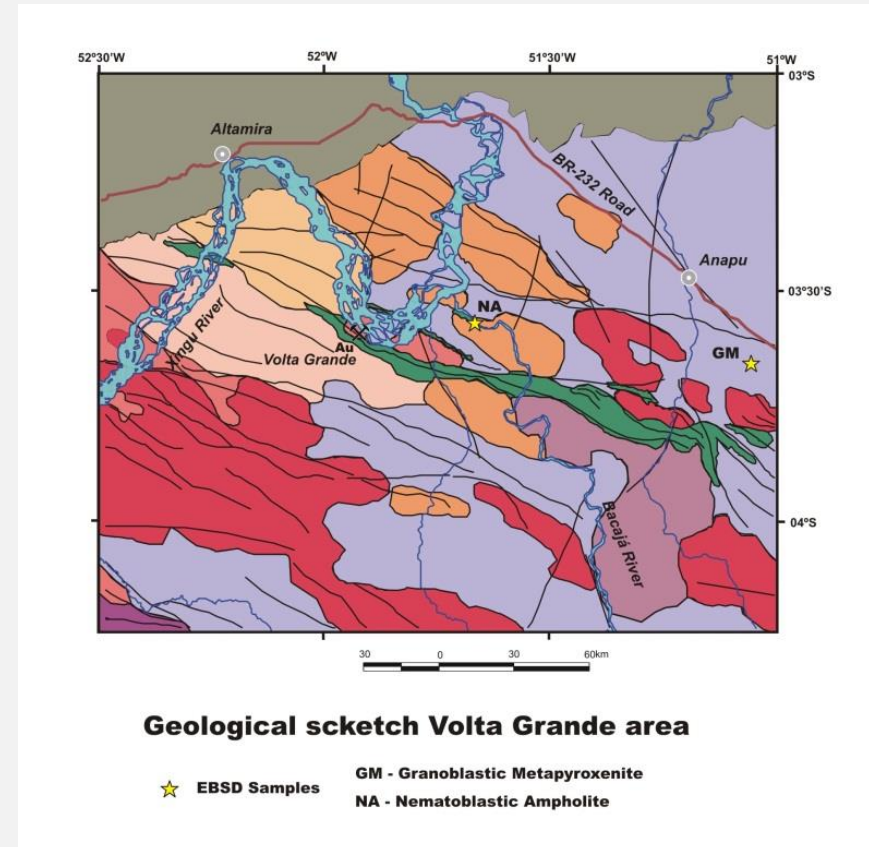 52°30'W
52°W
51°30'W
51°W
03°S
Altamira
BR-232 Road
Anapu
03°30'S
NA
Xingu River
Au
GM
Volta Grande
Bacajá River
04°S
30 0 30 60km
Geological scketch Volta Grande area
EBSD Samples
GM - Granoblastic Metapyroxenite
NA - Nematoblastic Ampholite